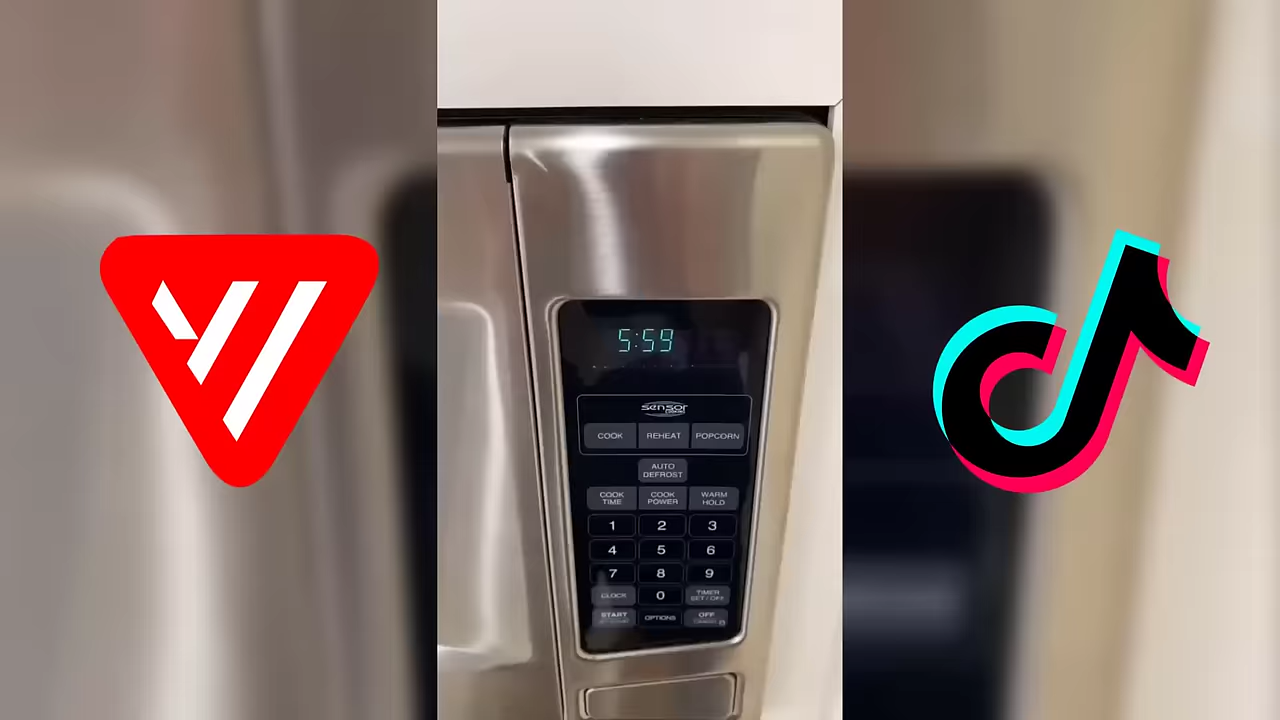 5:59
sensor
COOK REHEAT POPCORN
AUTO
DEFROST
COOK
TIME
COOK
POWER
WARM
HOLD
1 2 3
4 5 6
7 8 9
CLOCK 0 TIMER
SET / OFF
START OPTIONS OFF